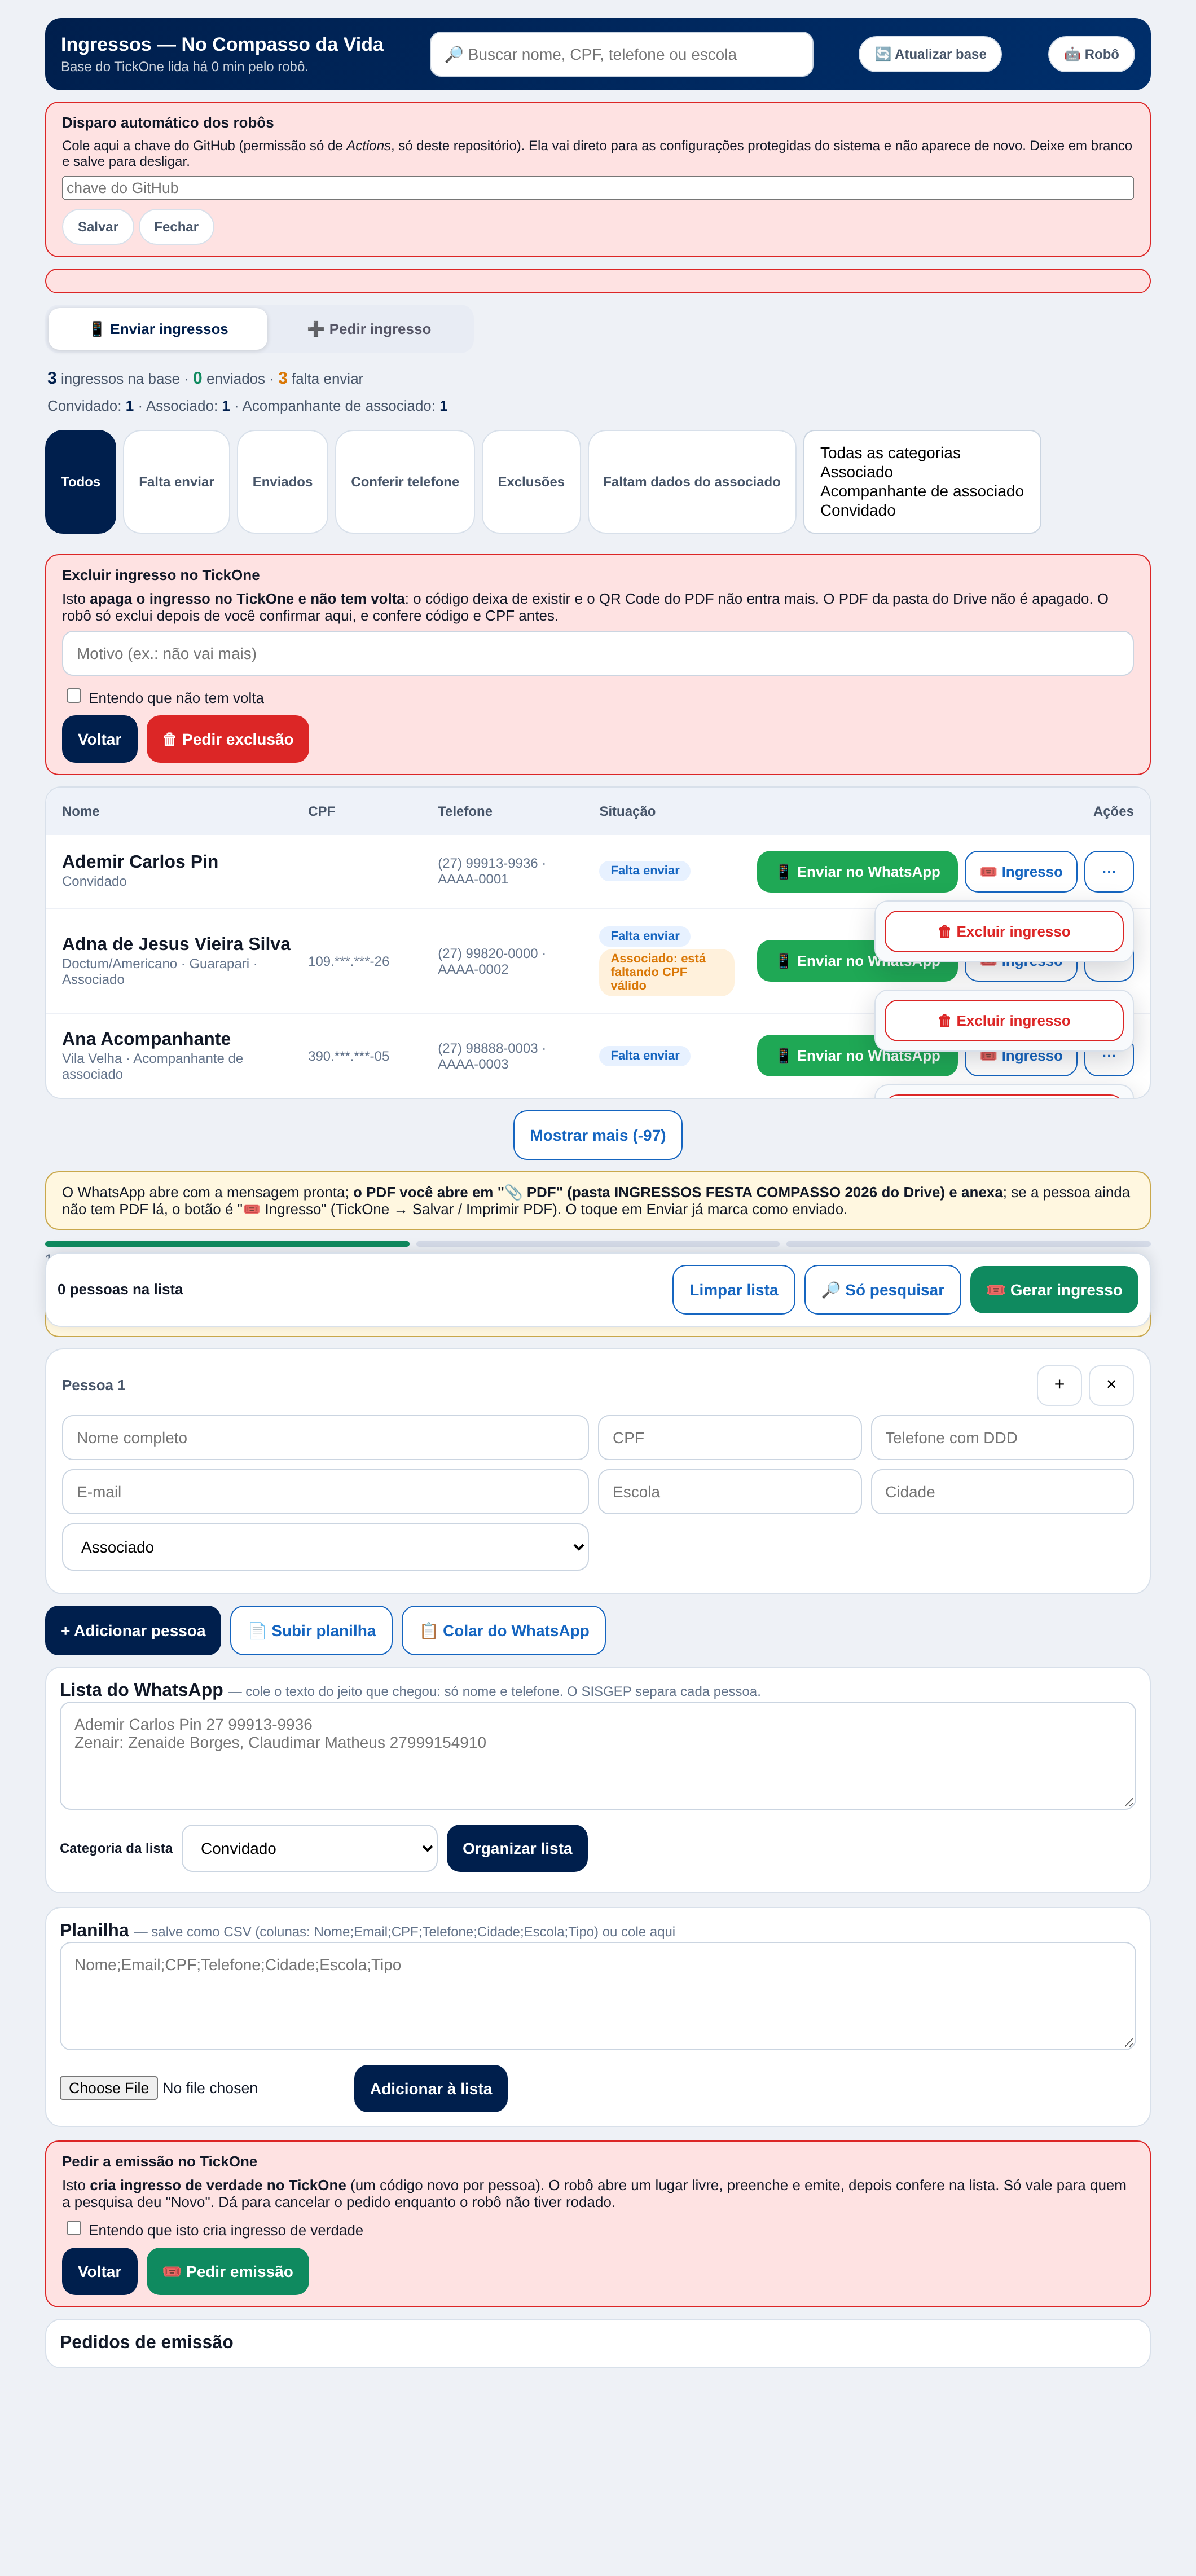 Ingressos — No Compasso da Vida
Base do TickOne lida há 0 min pelo robô.
🔎 Buscar nome, CPF, telefone ou escola
🔄 Atualizar base
🤖 Robô
Disparo automático dos robôs
Cole aqui a chave do GitHub (permissão só de Actions, só deste repositório). Ela vai direto para as configurações protegidas do sistema e não aparece de novo. Deixe em branco
e salve para desligar.
chave do GitHub
Salvar
Fechar
📱 Enviar ingressos
➕ Pedir ingresso
3 ingressos na base · 0 enviados · 3 falta enviar
Convidado: 1 · Associado: 1 · Acompanhante de associado: 1
Todos
Falta enviar
Enviados
Conferir telefone
Exclusões
Faltam dados do associado
Todas as categorias
Associado
Acompanhante de associado
Convidado
Excluir ingresso no TickOne
Isto apaga o ingresso no TickOne e não tem volta: o código deixa de existir e o QR Code do PDF não entra mais. O PDF da pasta do Drive não é apagado. O
robô só exclui depois de você confirmar aqui, e confere código e CPF antes.
Motivo (ex.: não vai mais)
Entendo que não tem volta
Voltar
🗑 Pedir exclusão
Nome
CPF
Telefone
Situação
Ações
Ademir Carlos Pin
Convidado
(27) 99913-9936 ·
AAAA-0001
Falta enviar
📱 Enviar no WhatsApp
🎟️ Ingresso
⋯
🗑 Excluir ingresso
Adna de Jesus Vieira Silva
Doctum/Americano · Guarapari ·
Associado
109.***.***-26
(27) 99820-0000 ·
AAAA-0002
Falta enviar
Associado: está
faltando CPF
válido
📱 Enviar no WhatsApp
🎟️ Ingresso
🗑 Excluir ingresso
Ana Acompanhante
Vila Velha · Acompanhante de
associado
390.***.***-05
(27) 98888-0003 ·
AAAA-0003
Falta enviar
📱 Enviar no WhatsApp
🎟️ Ingresso
⋯
Mostrar mais (-97)
O WhatsApp abre com a mensagem pronta; o PDF você abre em "📎 PDF" (pasta INGRESSOS FESTA COMPASSO 2026 do Drive) e anexa; se a pessoa ainda
não tem PDF lá, o botão é "🎟️ Ingresso" (TickOne → Salvar / Imprimir PDF). O toque em Enviar já marca como enviado.
0 pessoas na lista
Limpar lista
🔎 Só pesquisar
🎟️ Gerar ingresso
Pessoa 1
+
×
Nome completo
CPF
Telefone com DDD
E-mail
Escola
Cidade
Associado
+ Adicionar pessoa
📄 Subir planilha
📋 Colar do WhatsApp
Lista do WhatsApp — cole o texto do jeito que chegou: só nome e telefone. O SISGEP separa cada pessoa.
Ademir Carlos Pin 27 99913-9936
Zenair: Zenaide Borges, Claudimar Matheus 27999154910
Categoria da lista
Convidado
Organizar lista
Planilha — salve como CSV (colunas: Nome;Email;CPF;Telefone;Cidade;Escola;Tipo) ou cole aqui
Nome;Email;CPF;Telefone;Cidade;Escola;Tipo
Choose File No file chosen
Adicionar à lista
Pedir a emissão no TickOne
Isto cria ingresso de verdade no TickOne (um código novo por pessoa). O robô abre um lugar livre, preenche e emite, depois confere na lista. Só vale para quem
a pesquisa deu "Novo". Dá para cancelar o pedido enquanto o robô não tiver rodado.
Entendo que isto cria ingresso de verdade
Voltar
🎟️ Pedir emissão
Pedidos de emissão